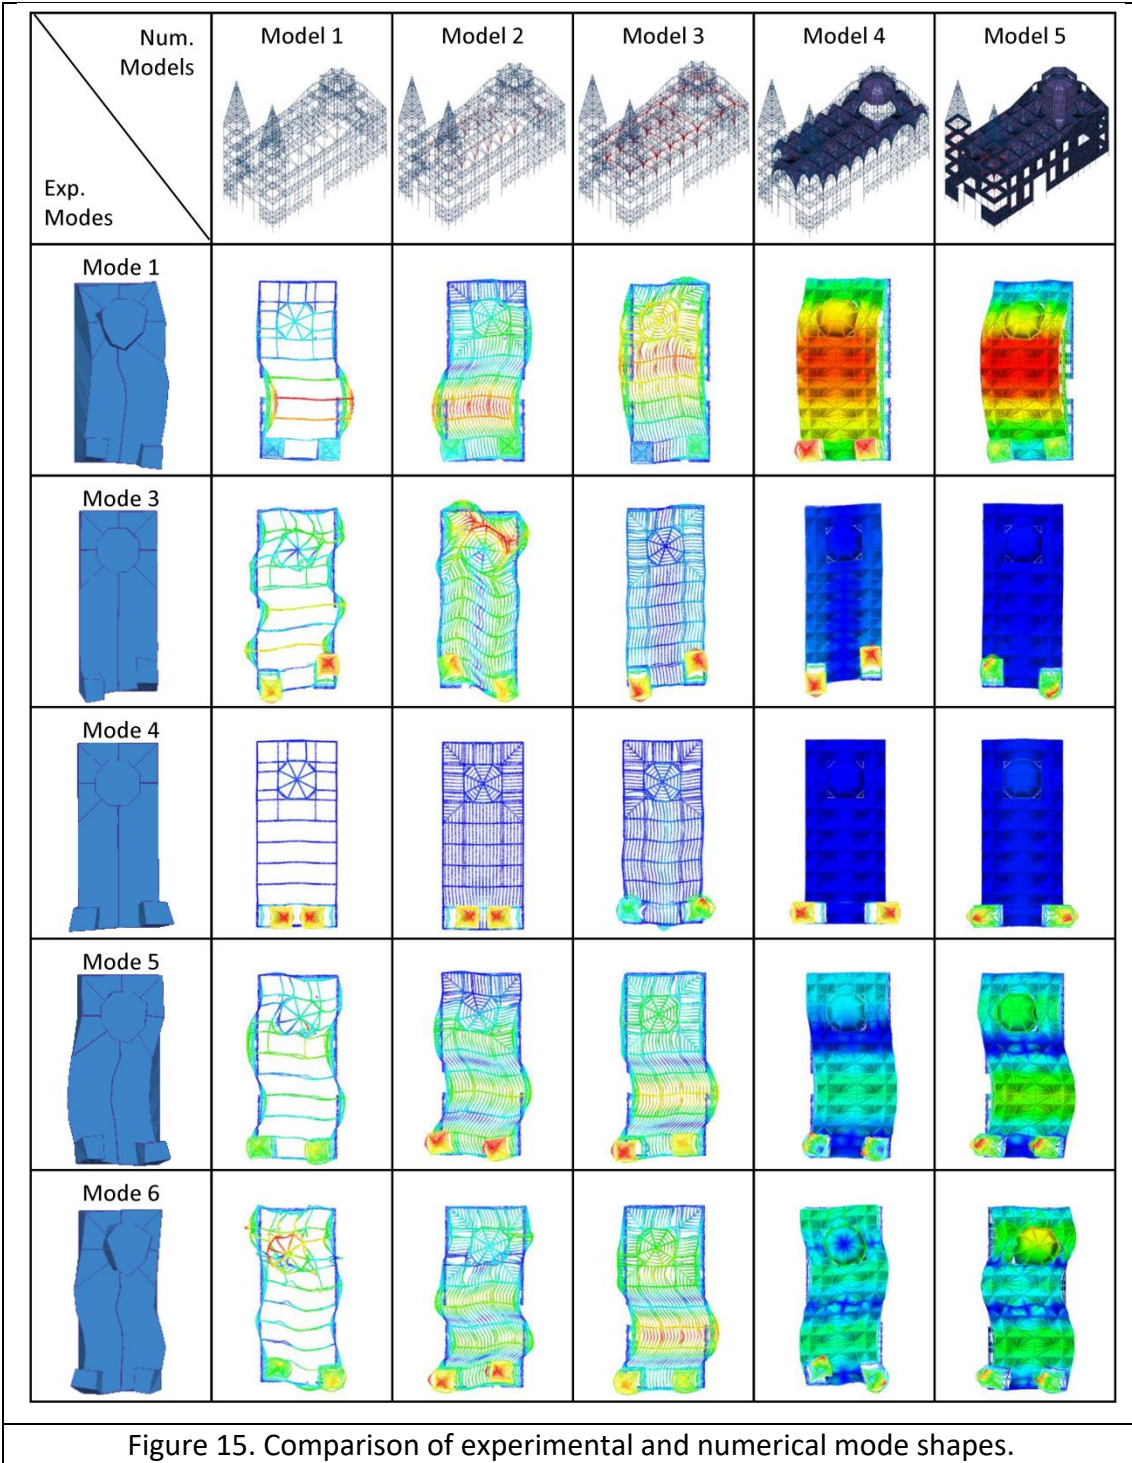 Num.
Models
Exp.
Modes
Model 1
Model 2
Model 3
Model 4
Model 5
Mode 1
Mode 3
Mode 4
Mode 5
Mode 6
Figure 15. Comparison of experimental and numerical mode shapes.